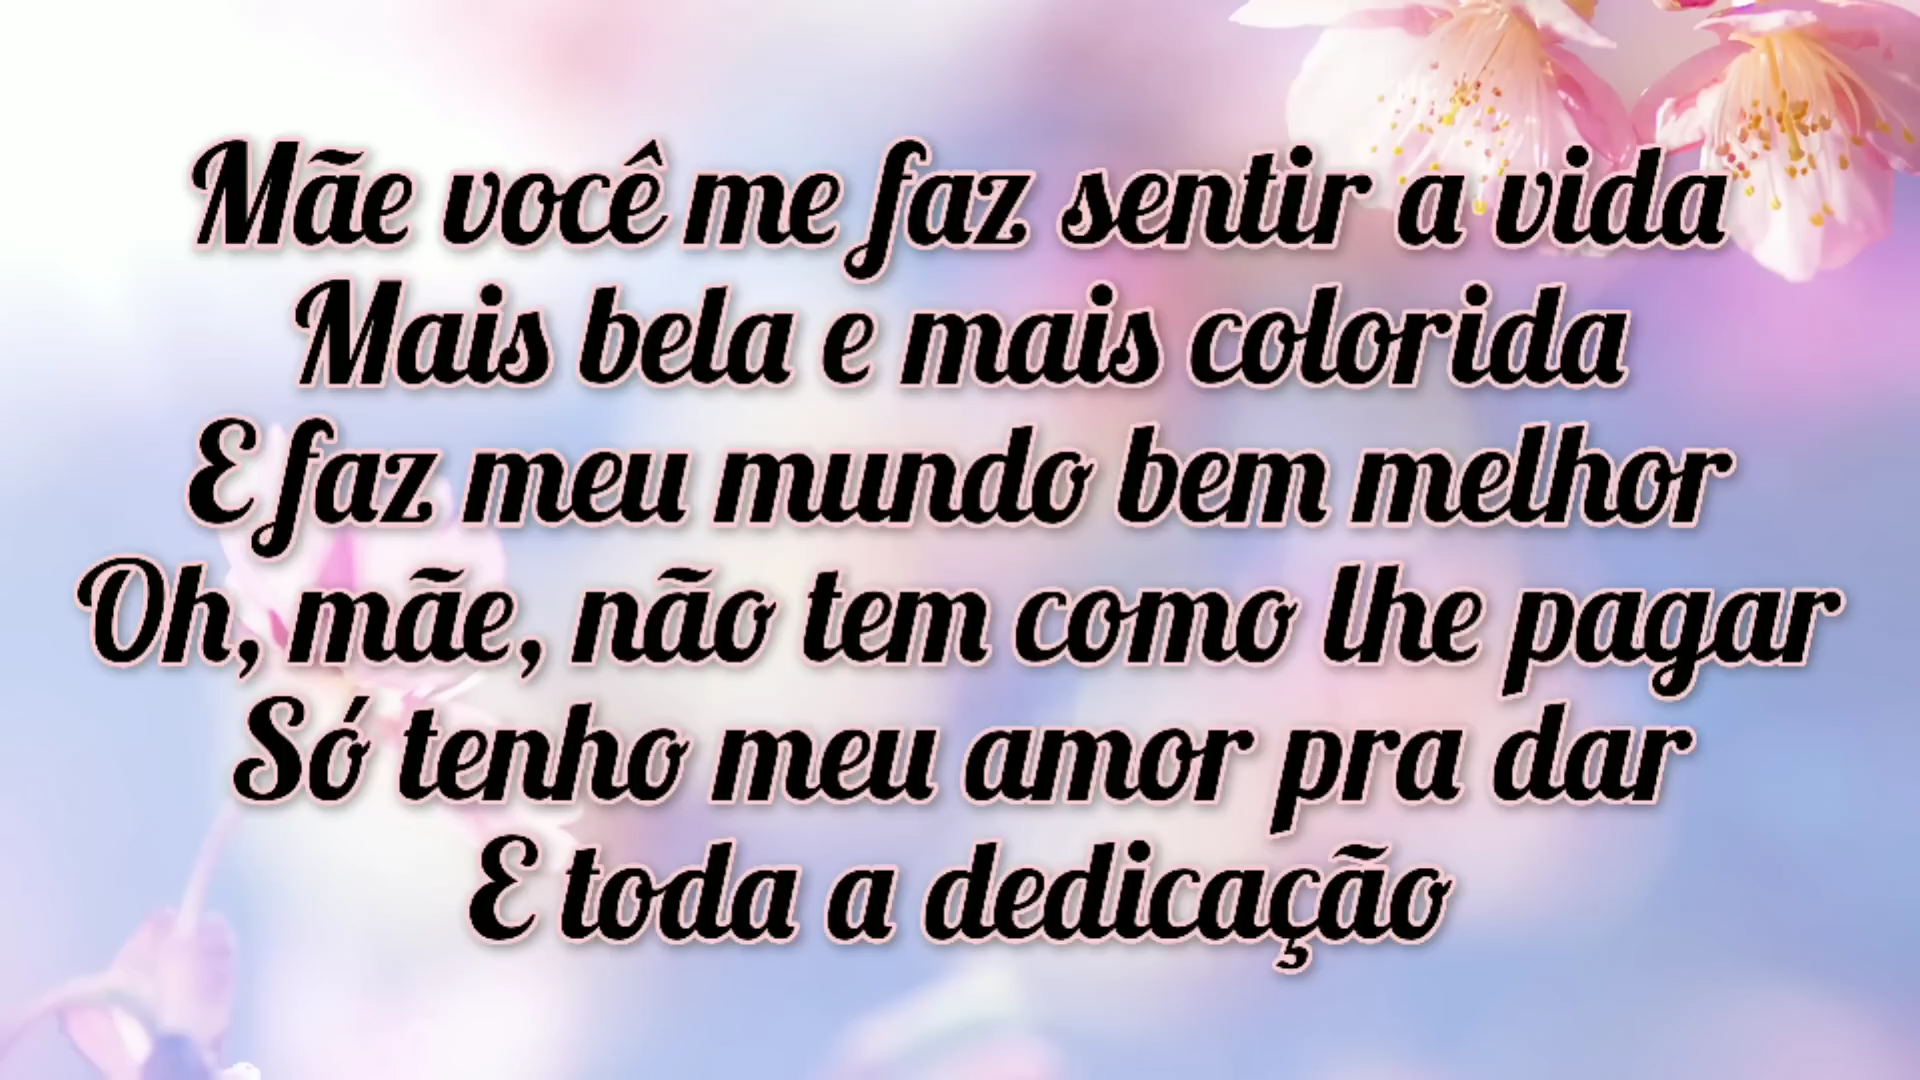 Mãe você me faz sentir a vida
Mais bela e mais colorida
E faz meu mundo bem melhor
Oh, mãe, não tem como lhe pagar
Só tenho meu amor pra dar
E toda a dedicação